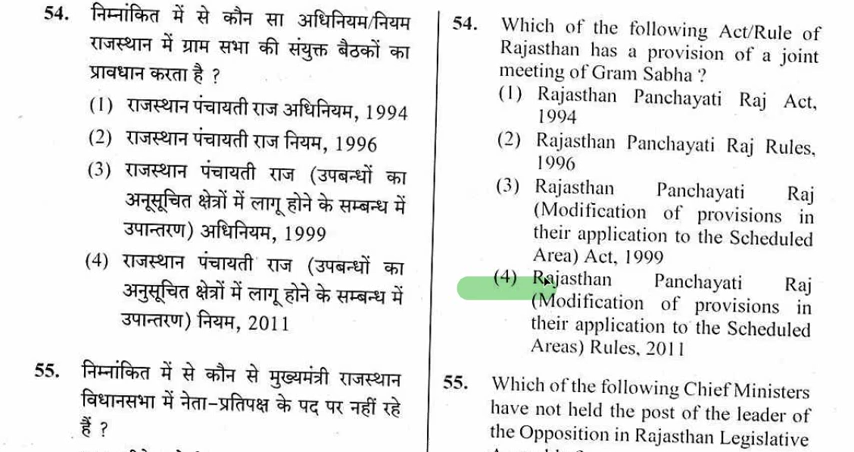 54. निम्नांकित में से कौन सा अधिनियम/नियम
राजस्थान में ग्राम सभा की संयुक्त बैठकों का
प्रावधान करता है ?
(1) राजस्थान पंचायती राज अधिनियम, 1994
(2) राजस्थान पंचायती राज नियम, 1996
(3) राजस्थान पंचायती राज (उपबन्धों का
अनुसूचित क्षेत्रों में लागू होने के सम्बन्ध में
उपान्तरण) अधिनियम, 1999
(4) राजस्थान पंचायती राज (उपबन्धों का
अनुसूचित क्षेत्रों में लागू होने के सम्बन्ध में
उपान्तरण) नियम, 2011
55. निम्नांकित में से कौन से मुख्यमंत्री राजस्थान
विधानसभा में नेता-प्रतिपक्ष के पद पर नहीं रहे
हैं ?
54. Which of the following Act/Rule of
Rajasthan has a provision of a joint
meeting of Gram Sabha ?
(1) Rajasthan Panchayati Raj Act,
1994
(2) Rajasthan Panchayati Raj Rules,
1996
(3) Rajasthan Panchayati Raj
(Modification of provisions in
their application to the Scheduled
Area) Act, 1999
(4) Rajasthan Panchayati Raj
(Modification of provisions in
their application to the Scheduled
Areas) Rules, 2011
55. Which of the following Chief Ministers
have not held the post of the leader of
the Opposition in Rajasthan Legislative